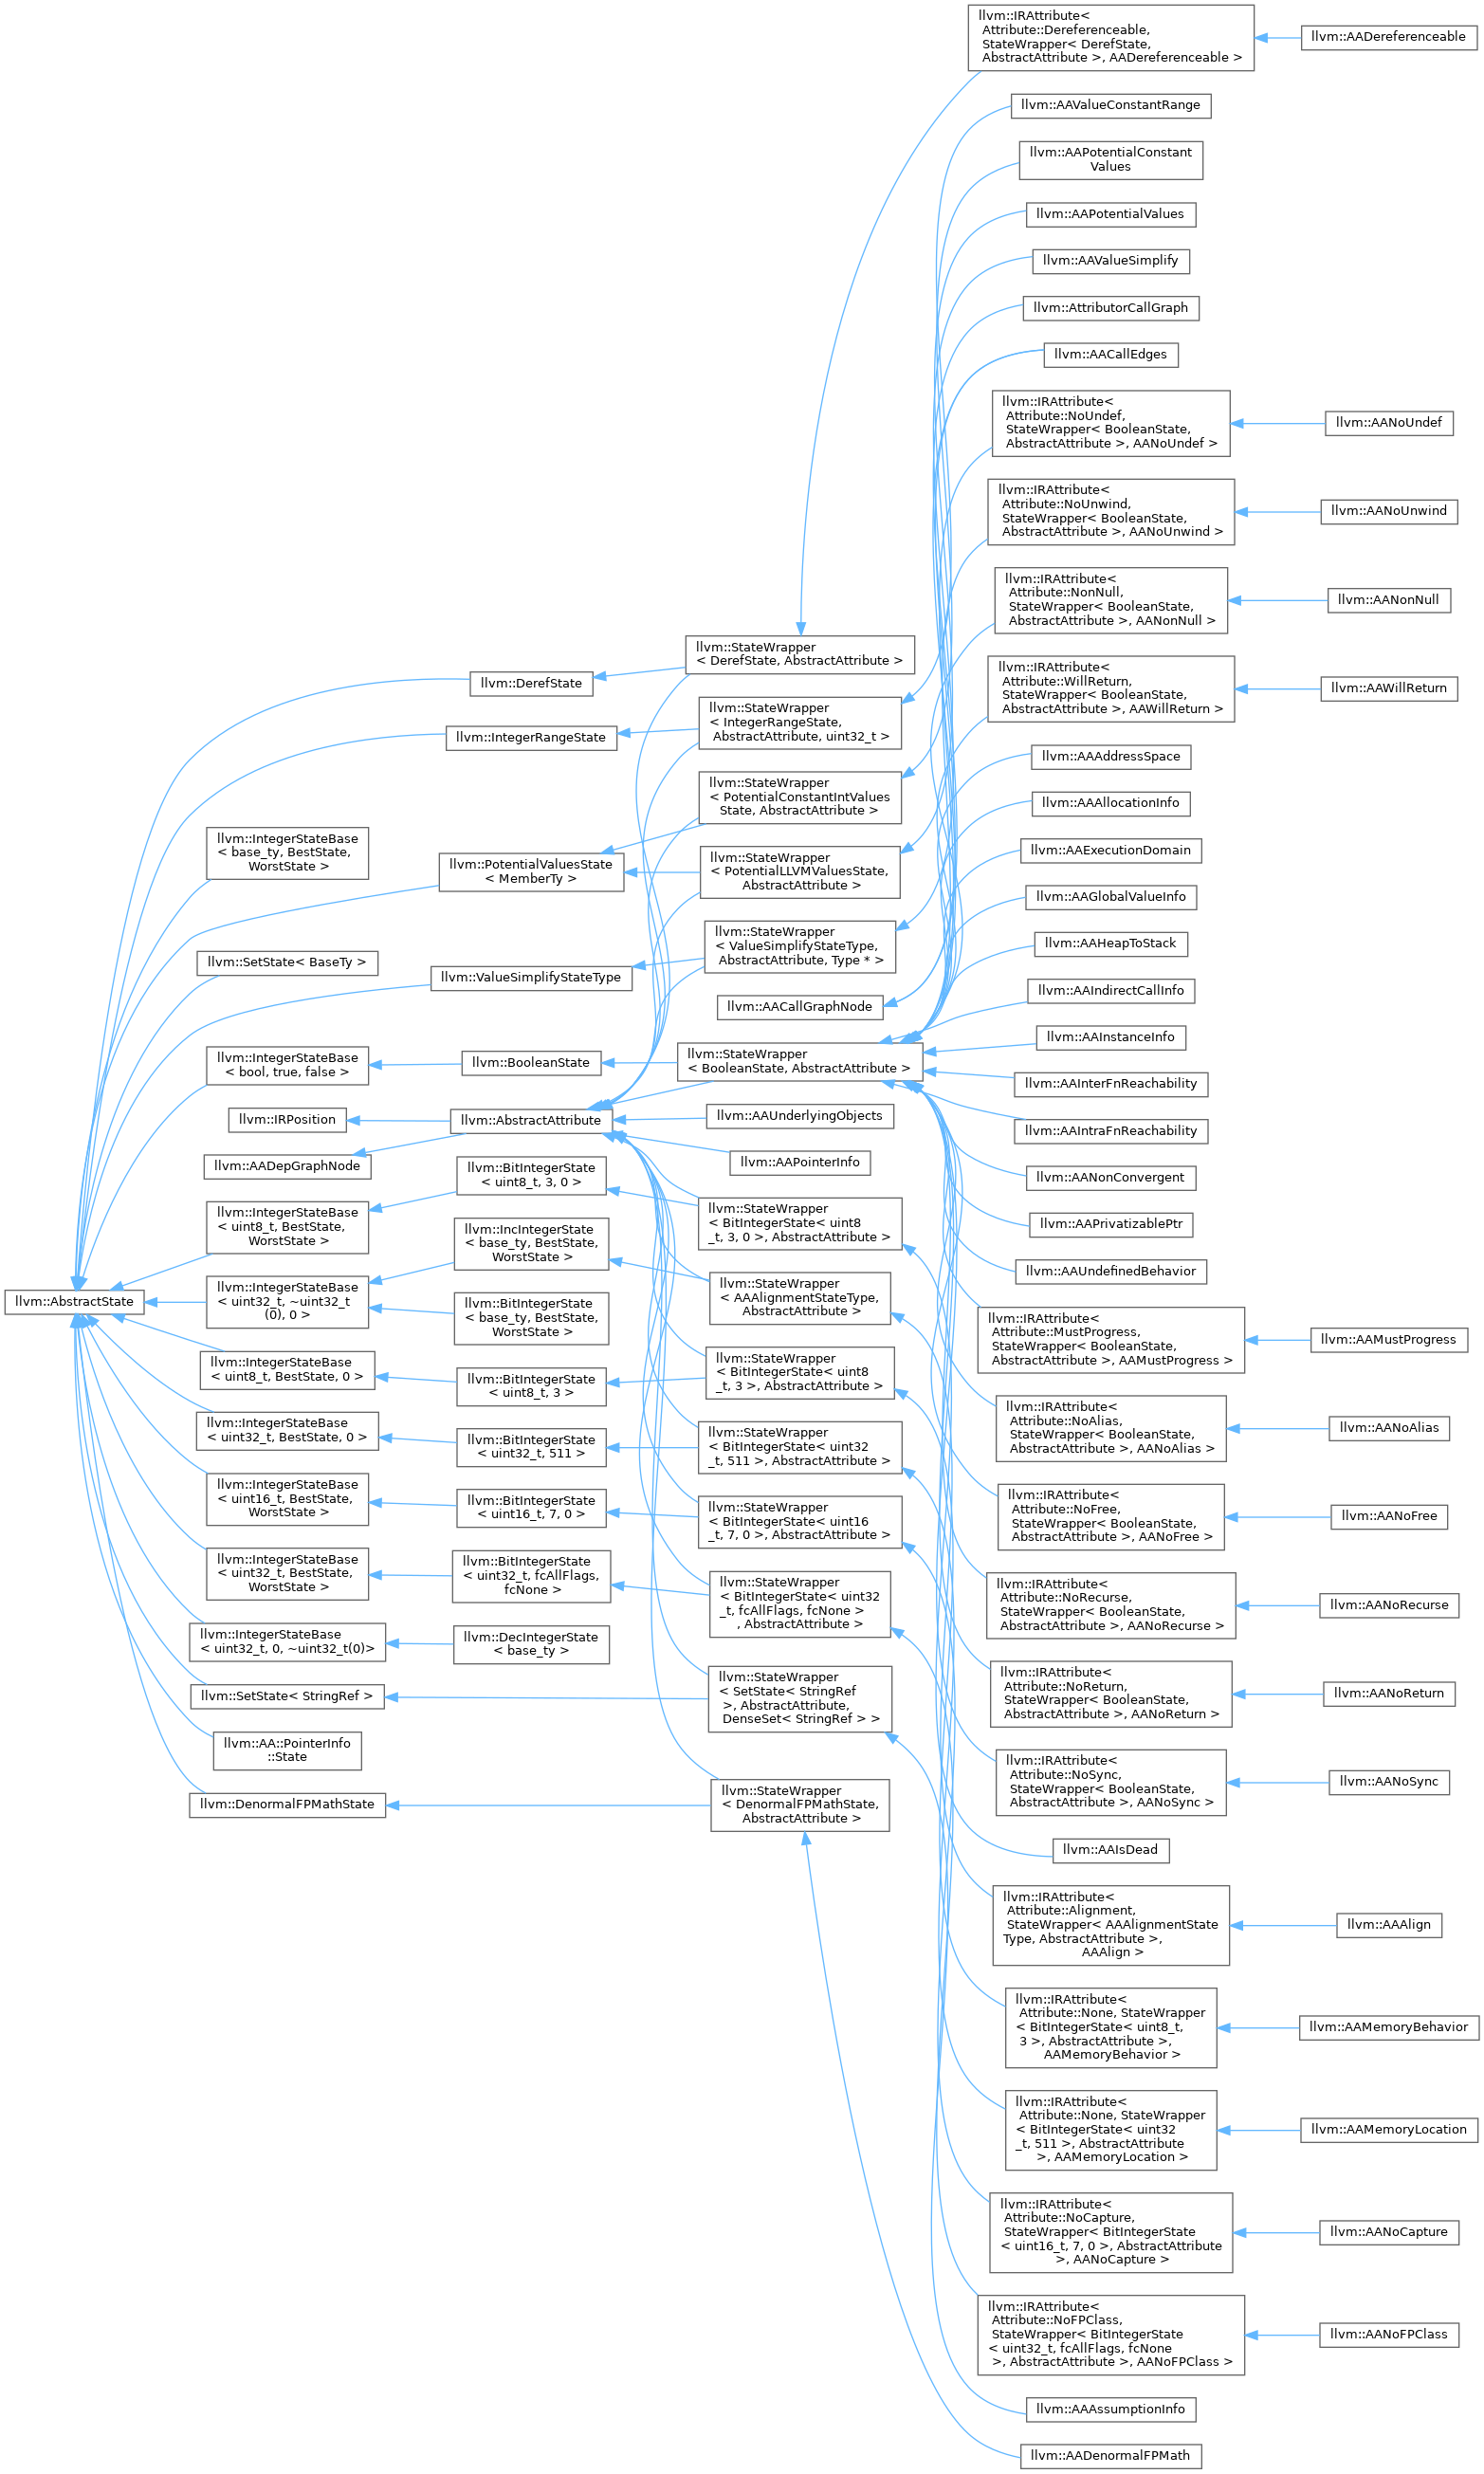 llvm::AbstractState
llvm::DerefState
llvm::IntegerRangeState
llvm::IntegerStateBase
< base_ty, BestState,
WorstState >
llvm::PotentialValuesState
< MemberTy >
llvm::SetState< BaseTy >
llvm::ValueSimplifyStateType
llvm::IntegerStateBase
< bool, true, false >
llvm::BooleanState
llvm::IRPosition
llvm::AbstractAttribute
llvm::AADepGraphNode
llvm::IntegerStateBase
< uint8_t, BestState,
WorstState >
llvm::BitIntegerState
< uint8_t, 3, 0 >
llvm::IntegerStateBase
< uint32_t, ~uint32_t
(0), 0 >
llvm::IncIntegerState
< base_ty, BestState,
WorstState >
llvm::BitIntegerState
< base_ty, BestState,
WorstState >
llvm::IntegerStateBase
< uint8_t, BestState, 0 >
llvm::BitIntegerState
< uint8_t, 3 >
llvm::IntegerStateBase
< uint32_t, BestState, 0 >
llvm::BitIntegerState
< uint32_t, 511 >
llvm::IntegerStateBase
< uint16_t, BestState,
WorstState >
llvm::BitIntegerState
< uint16_t, 7, 0 >
llvm::IntegerStateBase
< uint32_t, BestState,
WorstState >
llvm::BitIntegerState
< uint32_t, fcAllFlags,
fcNone >
llvm::IntegerStateBase
< uint32_t, 0, ~uint32_t(0)>
llvm::DecIntegerState
< base_ty >
llvm::SetState< StringRef >
llvm::AA::PointerInfo
::State
llvm::DenormalFPMathState
llvm::StateWrapper
< DerefState, AbstractAttribute >
llvm::StateWrapper
< IntegerRangeState,
AbstractAttribute, uint32_t >
llvm::StateWrapper
< PotentialConstantIntValues
State, AbstractAttribute >
llvm::StateWrapper
< PotentialLLVMValuesState,
AbstractAttribute >
llvm::StateWrapper
< ValueSimplifyStateType,
AbstractAttribute, Type * >
llvm::AACallGraphNode
llvm::StateWrapper
< BooleanState, AbstractAttribute >
llvm::AAUnderlyingObjects
llvm::AAPointerInfo
llvm::StateWrapper
< BitIntegerState< uint8
_t, 3, 0 >, AbstractAttribute >
llvm::StateWrapper
< AAAlignmentStateType,
AbstractAttribute >
llvm::StateWrapper
< BitIntegerState< uint8
_t, 3 >, AbstractAttribute >
llvm::StateWrapper
< BitIntegerState< uint32
_t, 511 >, AbstractAttribute >
llvm::StateWrapper
< BitIntegerState< uint16
_t, 7, 0 >, AbstractAttribute >
llvm::StateWrapper
< BitIntegerState< uint32
_t, fcAllFlags, fcNone >
, AbstractAttribute >
llvm::StateWrapper
< SetState< StringRef
>, AbstractAttribute,
DenseSet< StringRef > >
llvm::StateWrapper
< DenormalFPMathState,
AbstractAttribute >
llvm::IRAttribute<
Attribute::Dereferenceable,
StateWrapper< DerefState,
AbstractAttribute >, AADereferenceable >
llvm::AADereferenceable
llvm::AAValueConstantRange
llvm::AAPotentialConstant
Values
llvm::AAPotentialValues
llvm::AAValueSimplify
llvm::AttributorCallGraph
llvm::AACallEdges
llvm::IRAttribute<
Attribute::NoUndef,
StateWrapper< BooleanState,
AbstractAttribute >, AANoUndef >
llvm::AANoUndef
llvm::IRAttribute<
Attribute::NoUnwind,
StateWrapper< BooleanState,
AbstractAttribute >, AANoUnwind >
llvm::AANoUnwind
llvm::IRAttribute<
Attribute::NonNull,
StateWrapper< BooleanState,
AbstractAttribute >, AANonNull >
llvm::AANonNull
llvm::IRAttribute<
Attribute::WillReturn,
StateWrapper< BooleanState,
AbstractAttribute >, AAWillReturn >
llvm::AAWillReturn
llvm::AAAddressSpace
llvm::AAAllocationInfo
llvm::AAExecutionDomain
llvm::AAGlobalValueInfo
llvm::AAHeapToStack
llvm::AAIndirectCallInfo
llvm::AAInstanceInfo
llvm::AAInterFnReachability
llvm::AAIntraFnReachability
llvm::AANonConvergent
llvm::AAPrivatizablePtr
llvm::AAUndefinedBehavior
llvm::IRAttribute<
Attribute::MustProgress,
StateWrapper< BooleanState,
AbstractAttribute >, AAMustProgress >
llvm::AAMustProgress
llvm::IRAttribute<
Attribute::NoAlias,
StateWrapper< BooleanState,
AbstractAttribute >, AANoAlias >
llvm::AANoAlias
llvm::IRAttribute<
Attribute::NoFree,
StateWrapper< BooleanState,
AbstractAttribute >, AANoFree >
llvm::AANoFree
llvm::IRAttribute<
Attribute::NoRecurse,
StateWrapper< BooleanState,
AbstractAttribute >, AANoRecurse >
llvm::AANoRecurse
llvm::IRAttribute<
Attribute::NoReturn,
StateWrapper< BooleanState,
AbstractAttribute >, AANoReturn >
llvm::AANoReturn
llvm::IRAttribute<
Attribute::NoSync,
StateWrapper< BooleanState,
AbstractAttribute >, AANoSync >
llvm::AANoSync
llvm::AAIsDead
llvm::IRAttribute<
Attribute::Alignment,
StateWrapper< AAAlignmentState
Type, AbstractAttribute >,
AAAlign >
llvm::AAAlign
llvm::IRAttribute<
Attribute::None, StateWrapper
< BitIntegerState< uint8_t,
3 >, AbstractAttribute >,
AAMemoryBehavior >
llvm::AAMemoryBehavior
llvm::IRAttribute<
Attribute::None, StateWrapper
< BitIntegerState< uint32
_t, 511 >, AbstractAttribute
>, AAMemoryLocation >
llvm::AAMemoryLocation
llvm::IRAttribute<
Attribute::NoCapture,
StateWrapper< BitIntegerState
< uint16_t, 7, 0 >, AbstractAttribute
>, AANoCapture >
llvm::AANoCapture
llvm::IRAttribute<
Attribute::NoFPClass,
StateWrapper< BitIntegerState
< uint32_t, fcAllFlags, fcNone
>, AbstractAttribute >, AANoFPClass >
llvm::AANoFPClass
llvm::AAAssumptionInfo
llvm::AADenormalFPMath